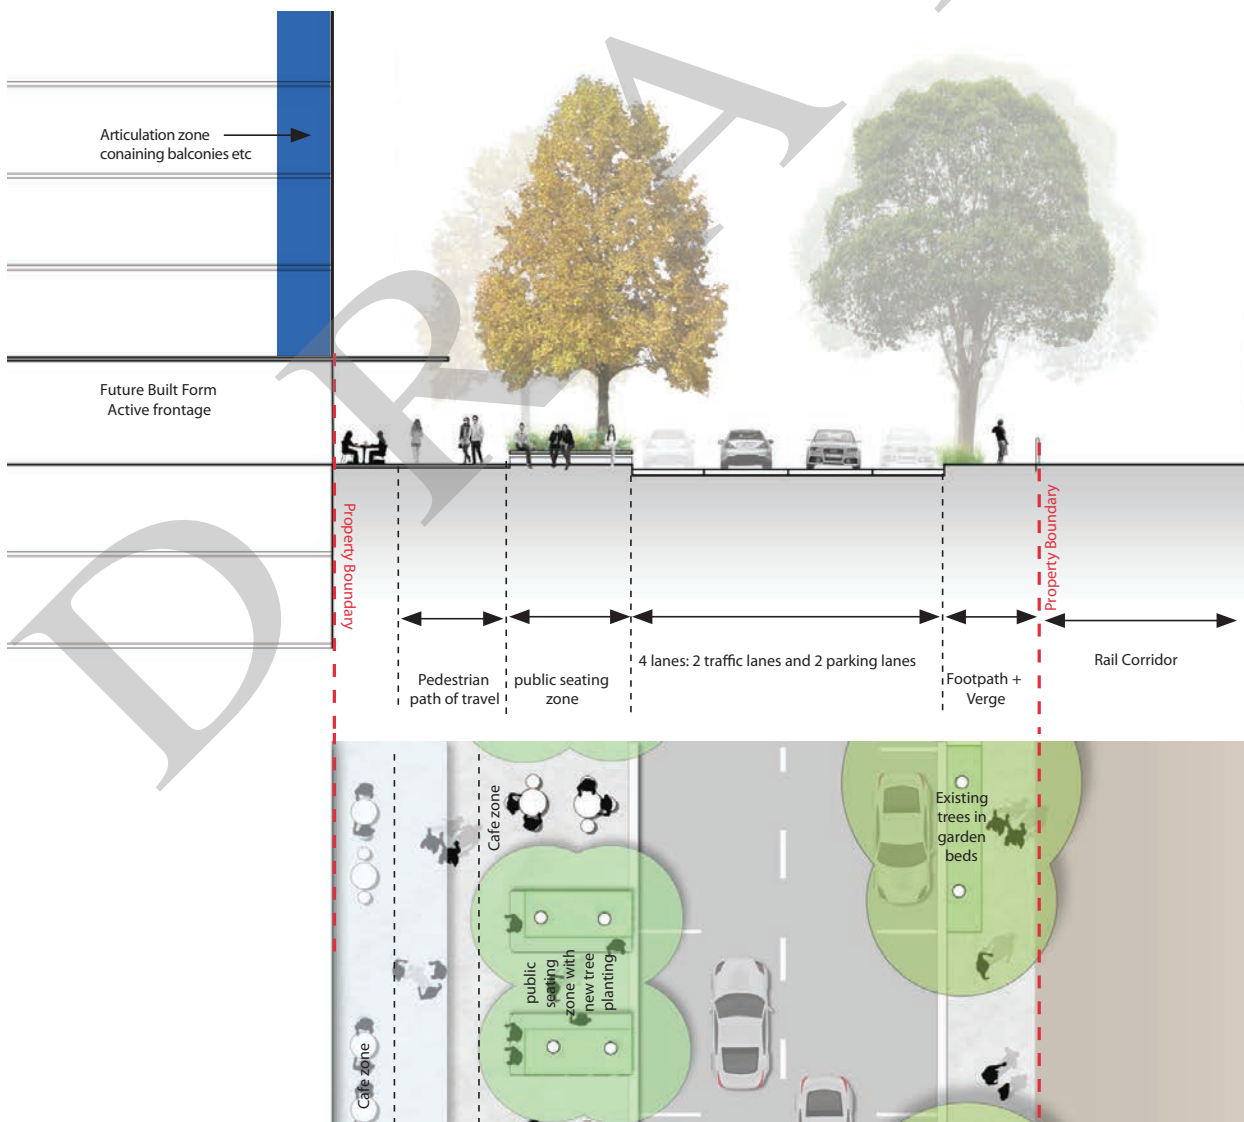 DRA
Articulation zone
conaining balconies etc
Future Built Form
Active frontage
Property Boundary
Property Boundary
Pedestrian
path of travel
public seating
zone
4 lanes: 2 traffic lanes and 2 parking lanes
Footpath +
Verge
Rail Corridor
Cafe zone
Existing
trees in
garden
beds
public
seating
zone with
new tree
planting
Cafe zone